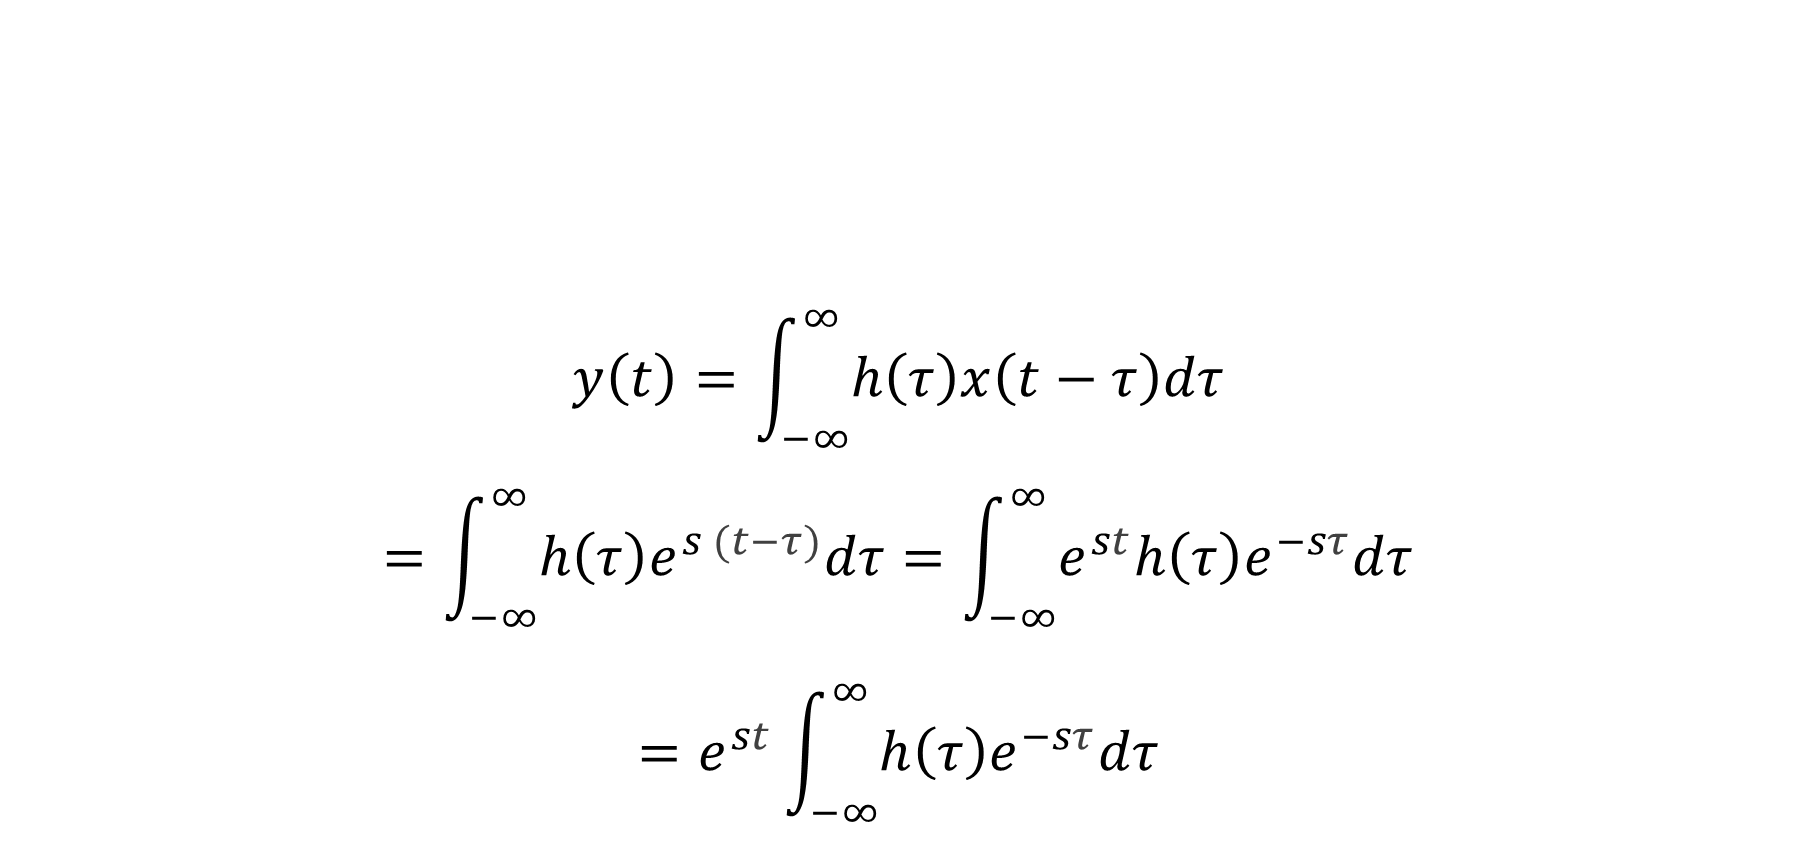 y(t) = ∫_{−∞}^{∞} h(τ)x(t − τ)dτ
= ∫_{−∞}^{∞} h(τ)e^{s (t−τ)}dτ = ∫_{−∞}^{∞} e^{st}h(τ)e^{−sτ}dτ
= e^{st} ∫_{−∞}^{∞} h(τ)e^{−sτ}dτ